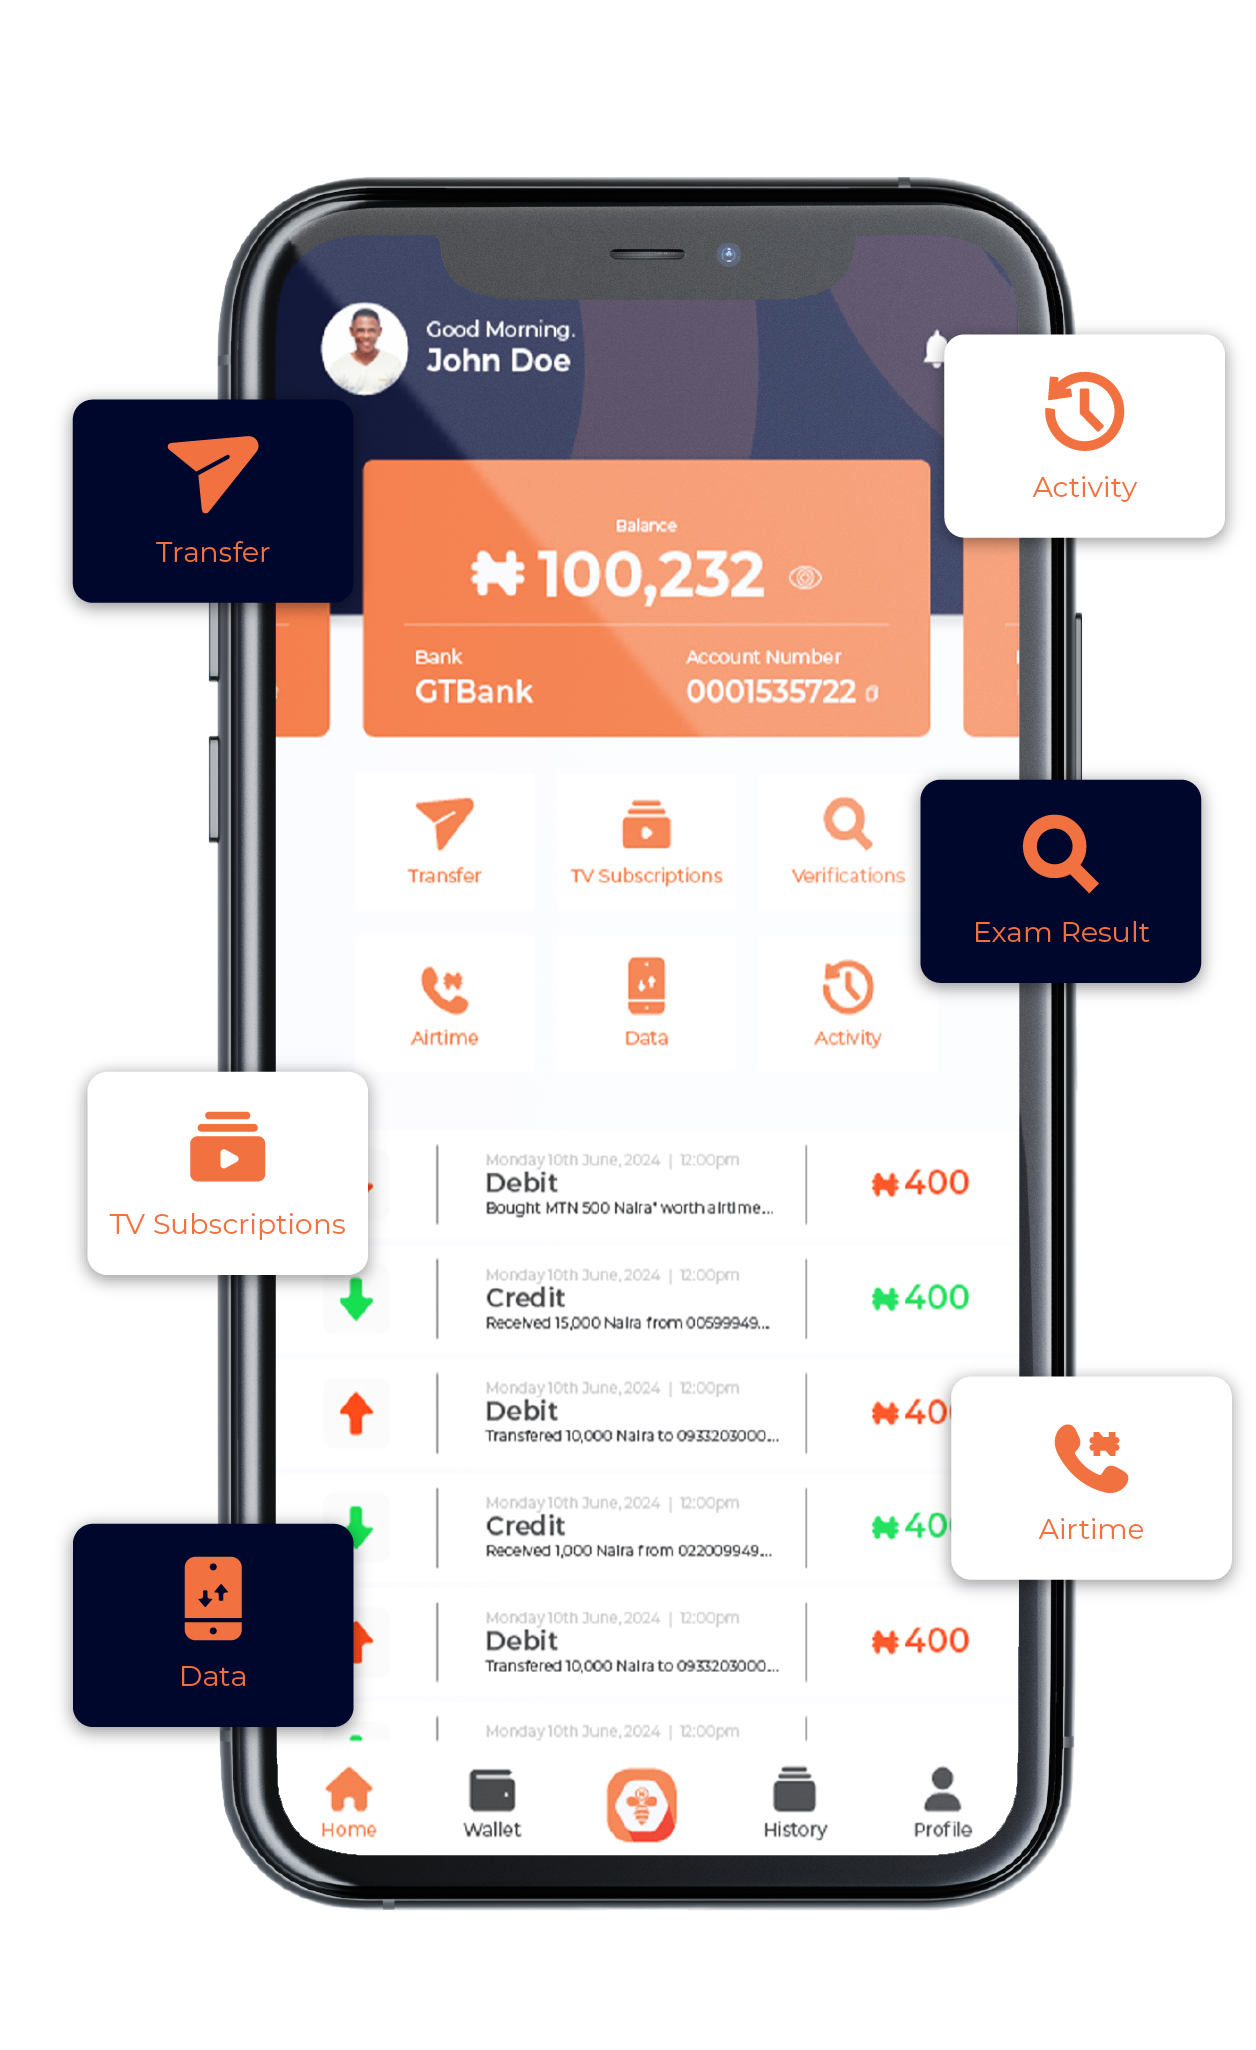 Good Morning.
John Doe
Transfer
Activity
Balance
₦ 100,232
Bank
Account Number
GTBank
0001535722
Transfer
TV Subscriptions
Verifications
Exam Result
Airtime
Data
Activity
TV Subscriptions
Monday 10th June, 2024 | 12:00pm
Debit
₦ 400
Bought MTN 500 Naira" worth airtime...
Monday 10th June, 2024 | 12:00pm
Credit
₦ 400
Received 15,000 Naira from 00599949...
Monday 10th June, 2024 | 12:00pm
Debit
₦ 40
Transfered 10,000 Naira to 0933203000...
Airtime
Monday 10th June, 2024 | 12:00pm
Credit
₦ 40
Received 1,000 Naira from 022009949...
Data
Monday 10th June, 2024 | 12:00pm
Debit
₦ 400
Transfered 10,000 Naira to 0933203000...
Monday 10th June, 2024 | 12:00pm
Home
Wallet
History
Profile